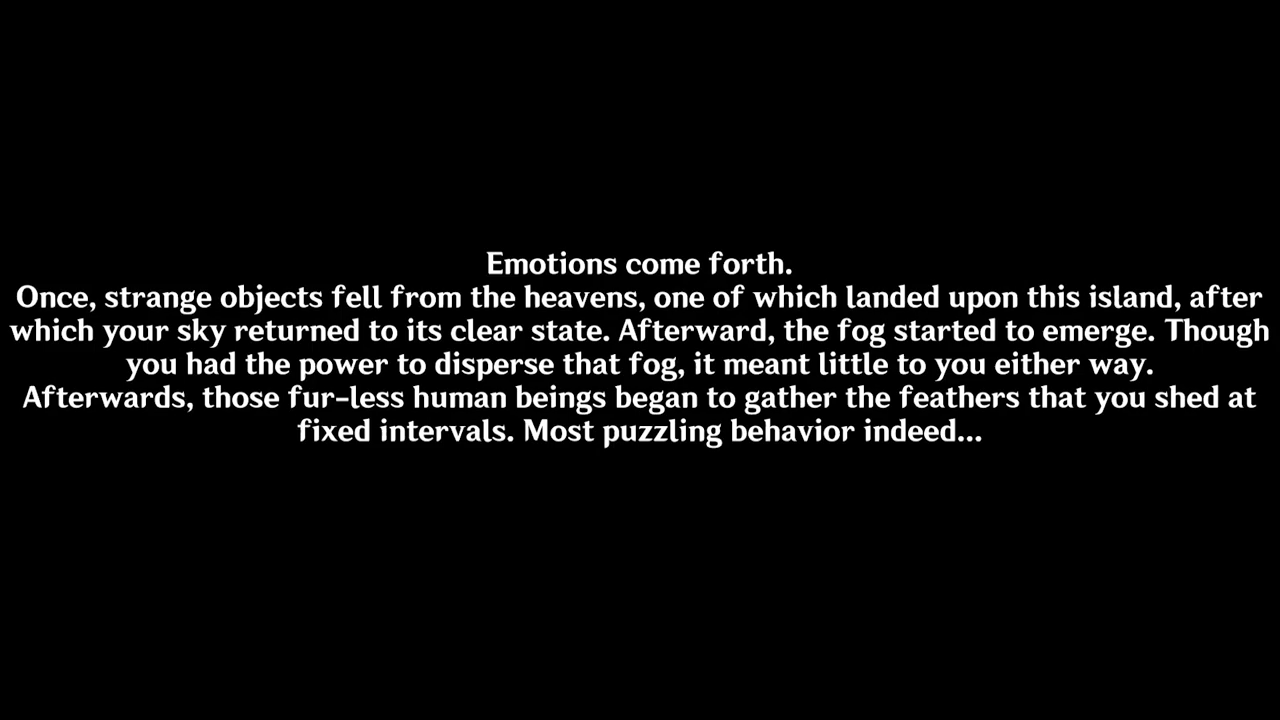 Emotions come forth.
Once, strange objects fell from the heavens, one of which landed upon this island, after
which your sky returned to its clear state. Afterward, the fog started to emerge. Though
you had the power to disperse that fog, it meant little to you either way.
Afterwards, those fur-less human beings began to gather the feathers that you shed at
fixed intervals. Most puzzling behavior indeed...